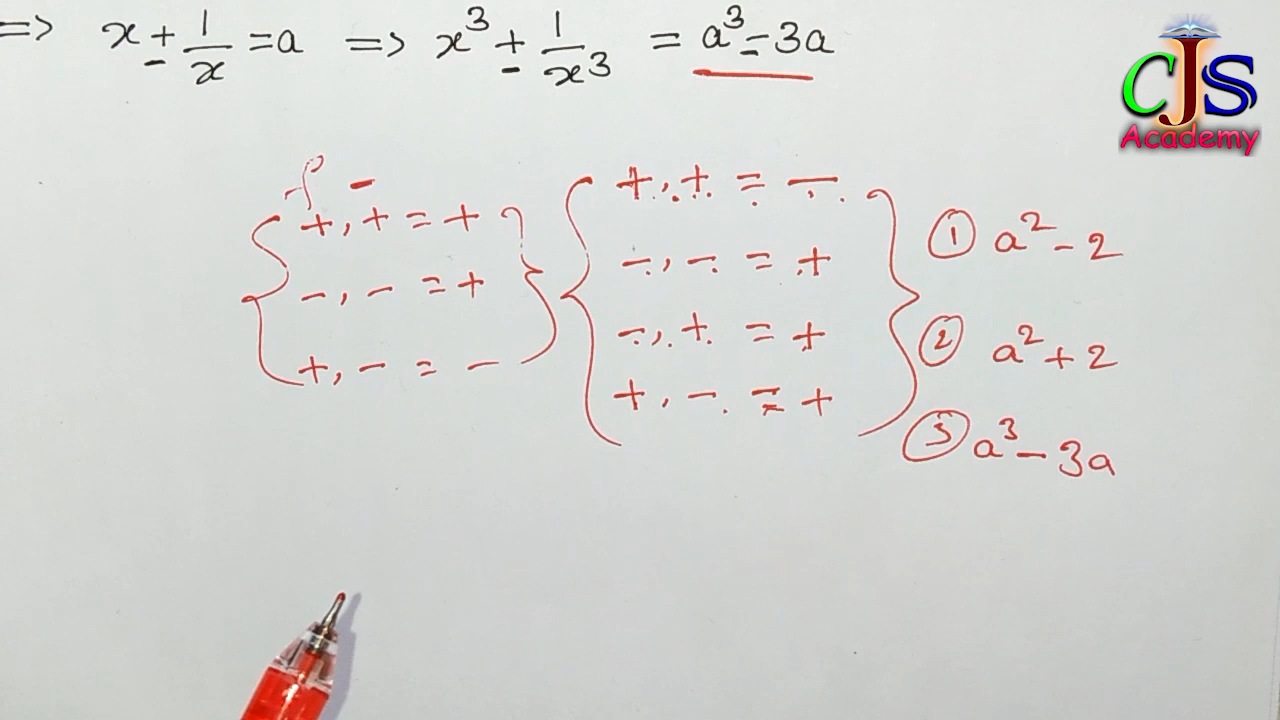 => x + 1/x = a => x³ + 1/x³ = a³ - 3a
CJS
Academy
-
+, + = +
-, - = +
+, - = -
+, + = -
-, - = +
-, + = +
+, - = +
① a² - 2
② a² + 2
③ a³ - 3a